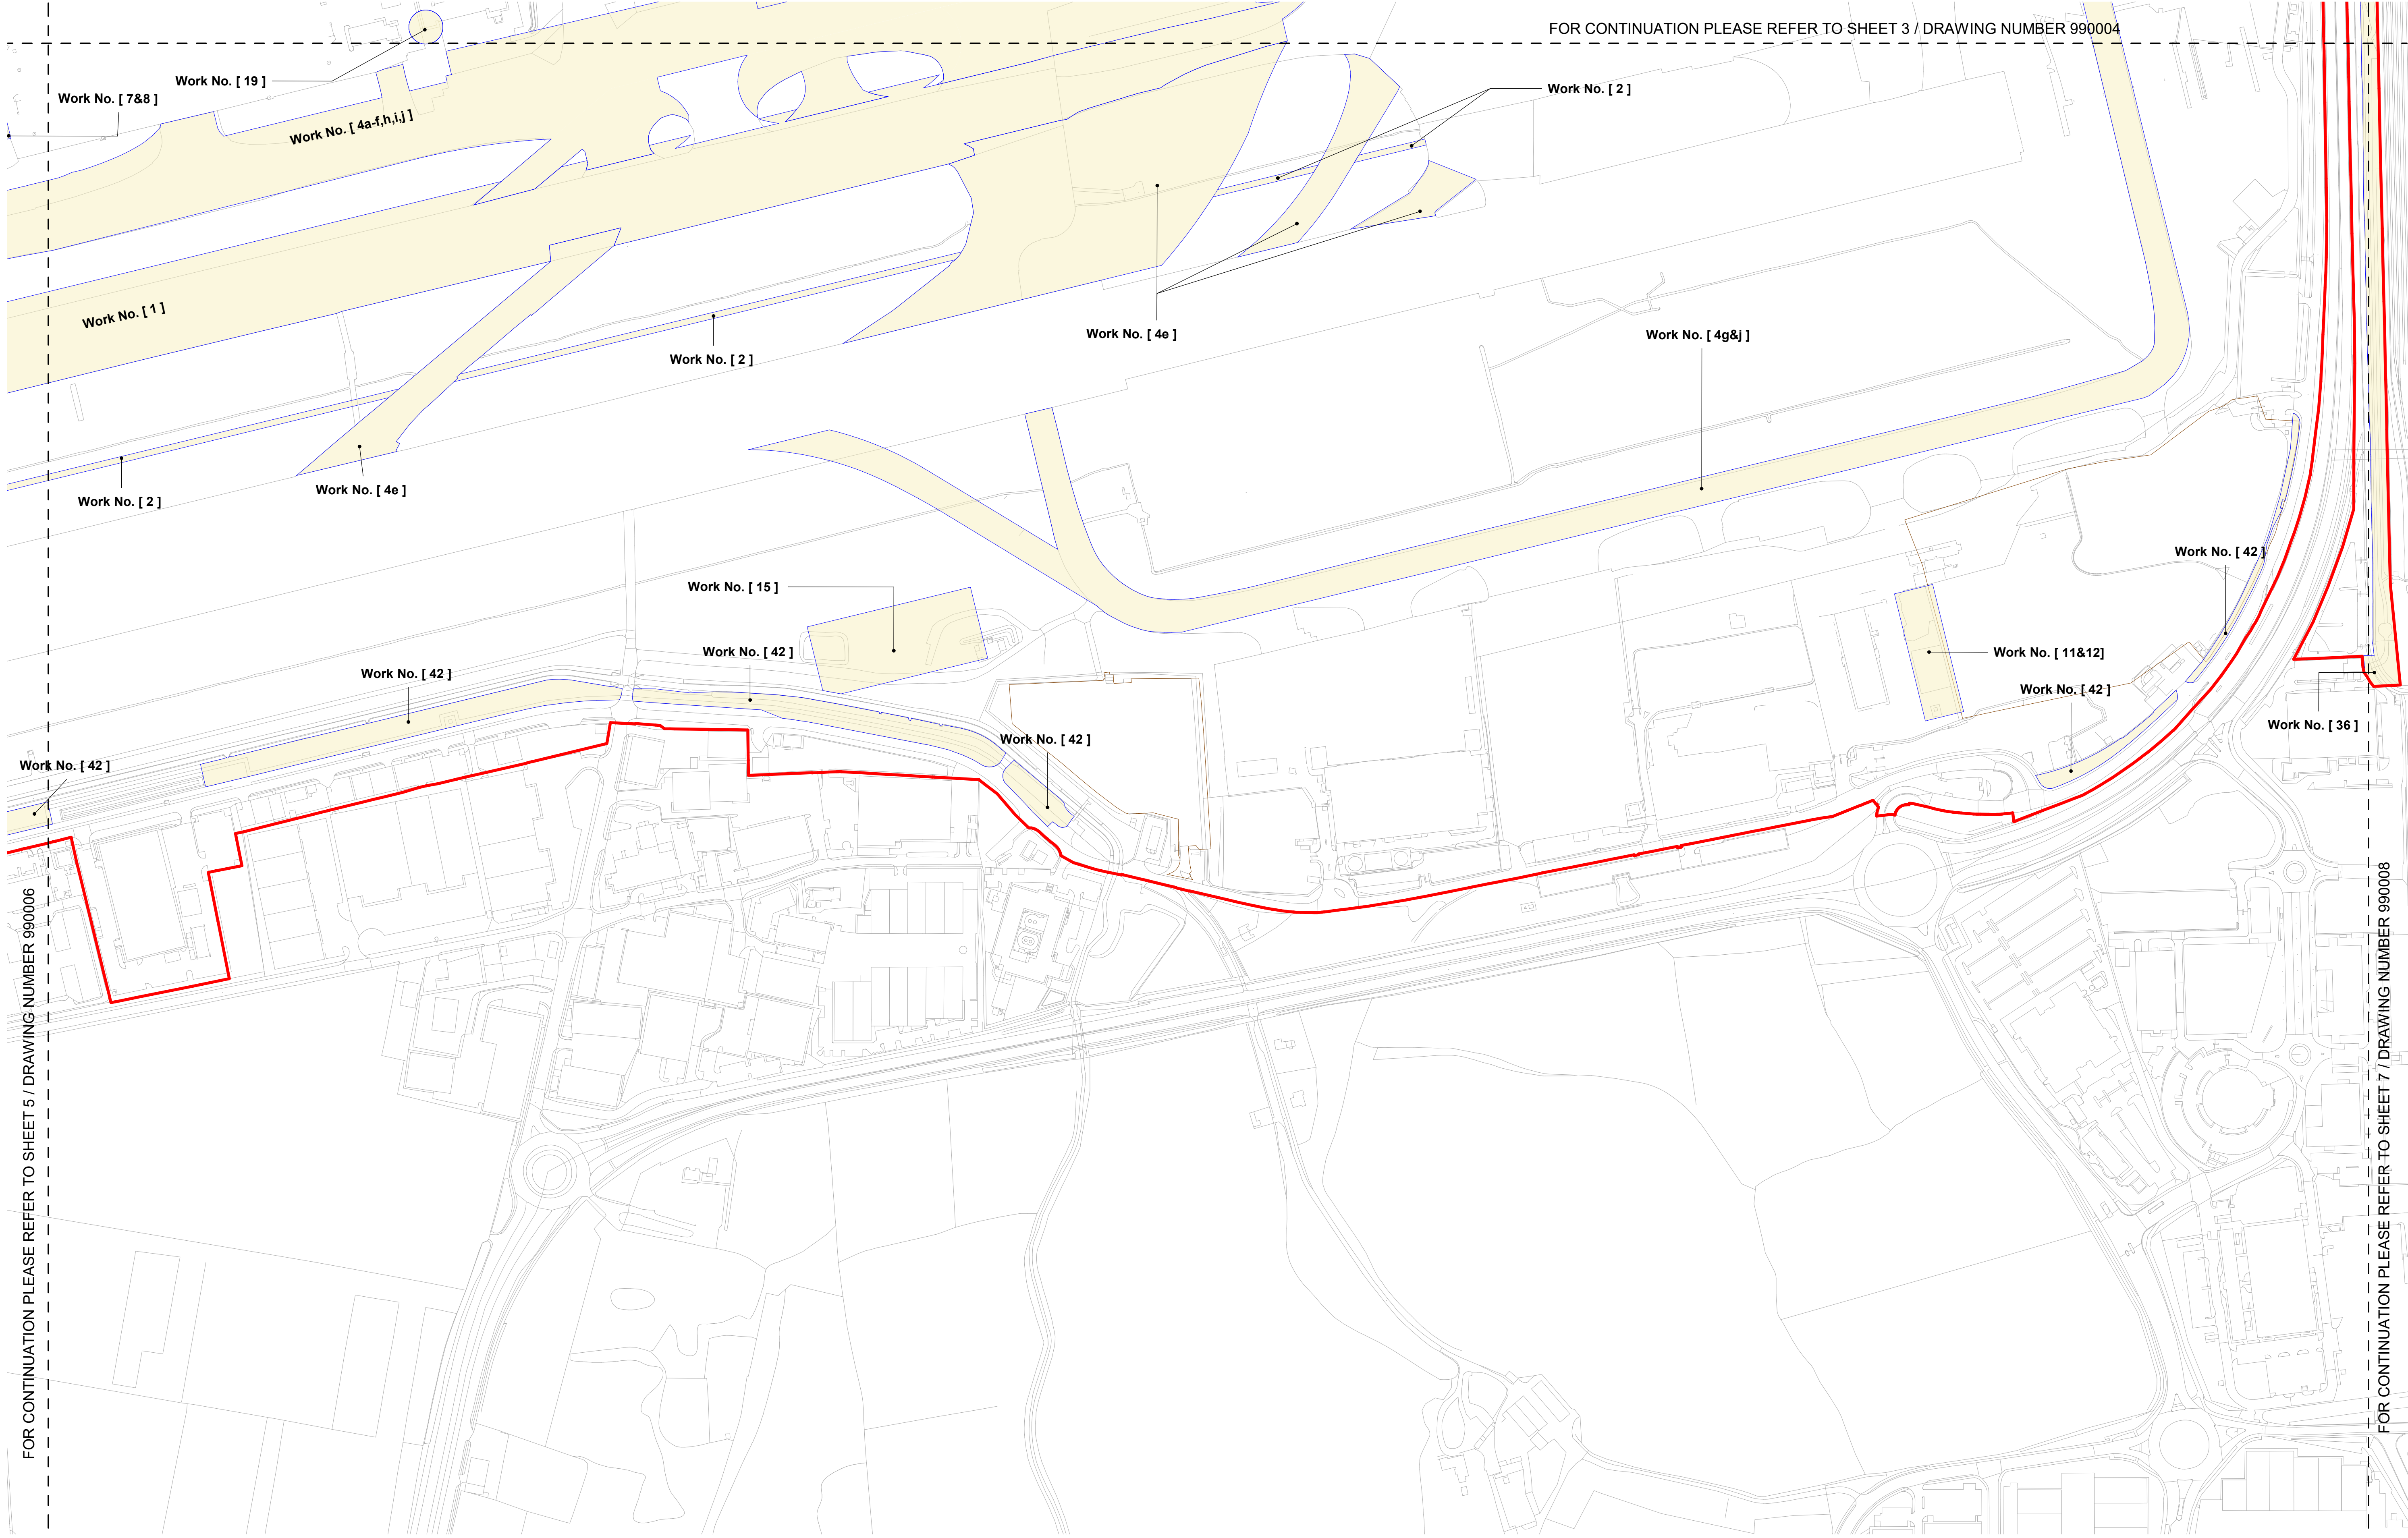 FOR CONTINUATION PLEASE REFER TO SHEET 3 / DRAWING NUMBER 990004
Work No. [ 19 ]
Work No. [ 7&8 ]
Work No. [ 2 ]
Work No. [ 4a-f,h,i,j ]
Work No. [ 1 ]
Work No. [ 4e ]
Work No. [ 4g&j ]
Work No. [ 2 ]
Work No. [ 4e ]
Work No. [ 2 ]
Work No. [ 42 ]
Work No. [ 15 ]
Work No. [ 42 ]
Work No. [ 11&12]
Work No. [ 42 ]
Work No. [ 42 ]
Work No. [ 36 ]
Work No. [ 42 ]
Work No. [ 42 ]
FOR CONTINUATION PLEASE REFER TO SHEET 5 / DRAWING NUMBER 990006
FOR CONTINUATION PLEASE REFER TO SHEET 7 / DRAWING NUMBER 990008